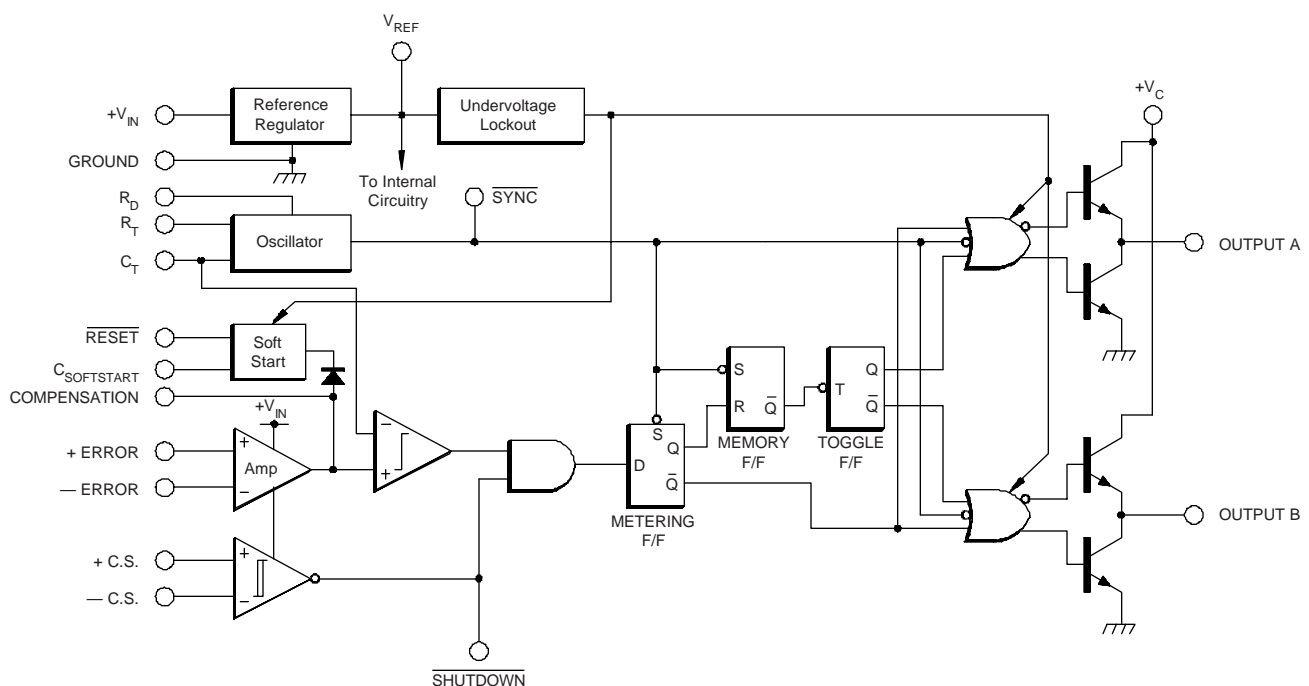 V_REF
+V_C
+V_IN
Reference
Regulator
Undervoltage
Lockout
GROUND
To Internal
Circuitry
R_D
SYNC
R_T
Oscillator
C_T
OUTPUT A
RESET
Soft
Start
C_SOFTSTART
COMPENSATION
+V_IN
S
R
Q̅
MEMORY
F/F
T
Q
Q̅
TOGGLE
F/F
+ ERROR
— ERROR
+
−
Amp
−
+
S
D
Q
Q̅
METERING
F/F
OUTPUT B
+ C.S.
— C.S.
+
−
SHUTDOWN